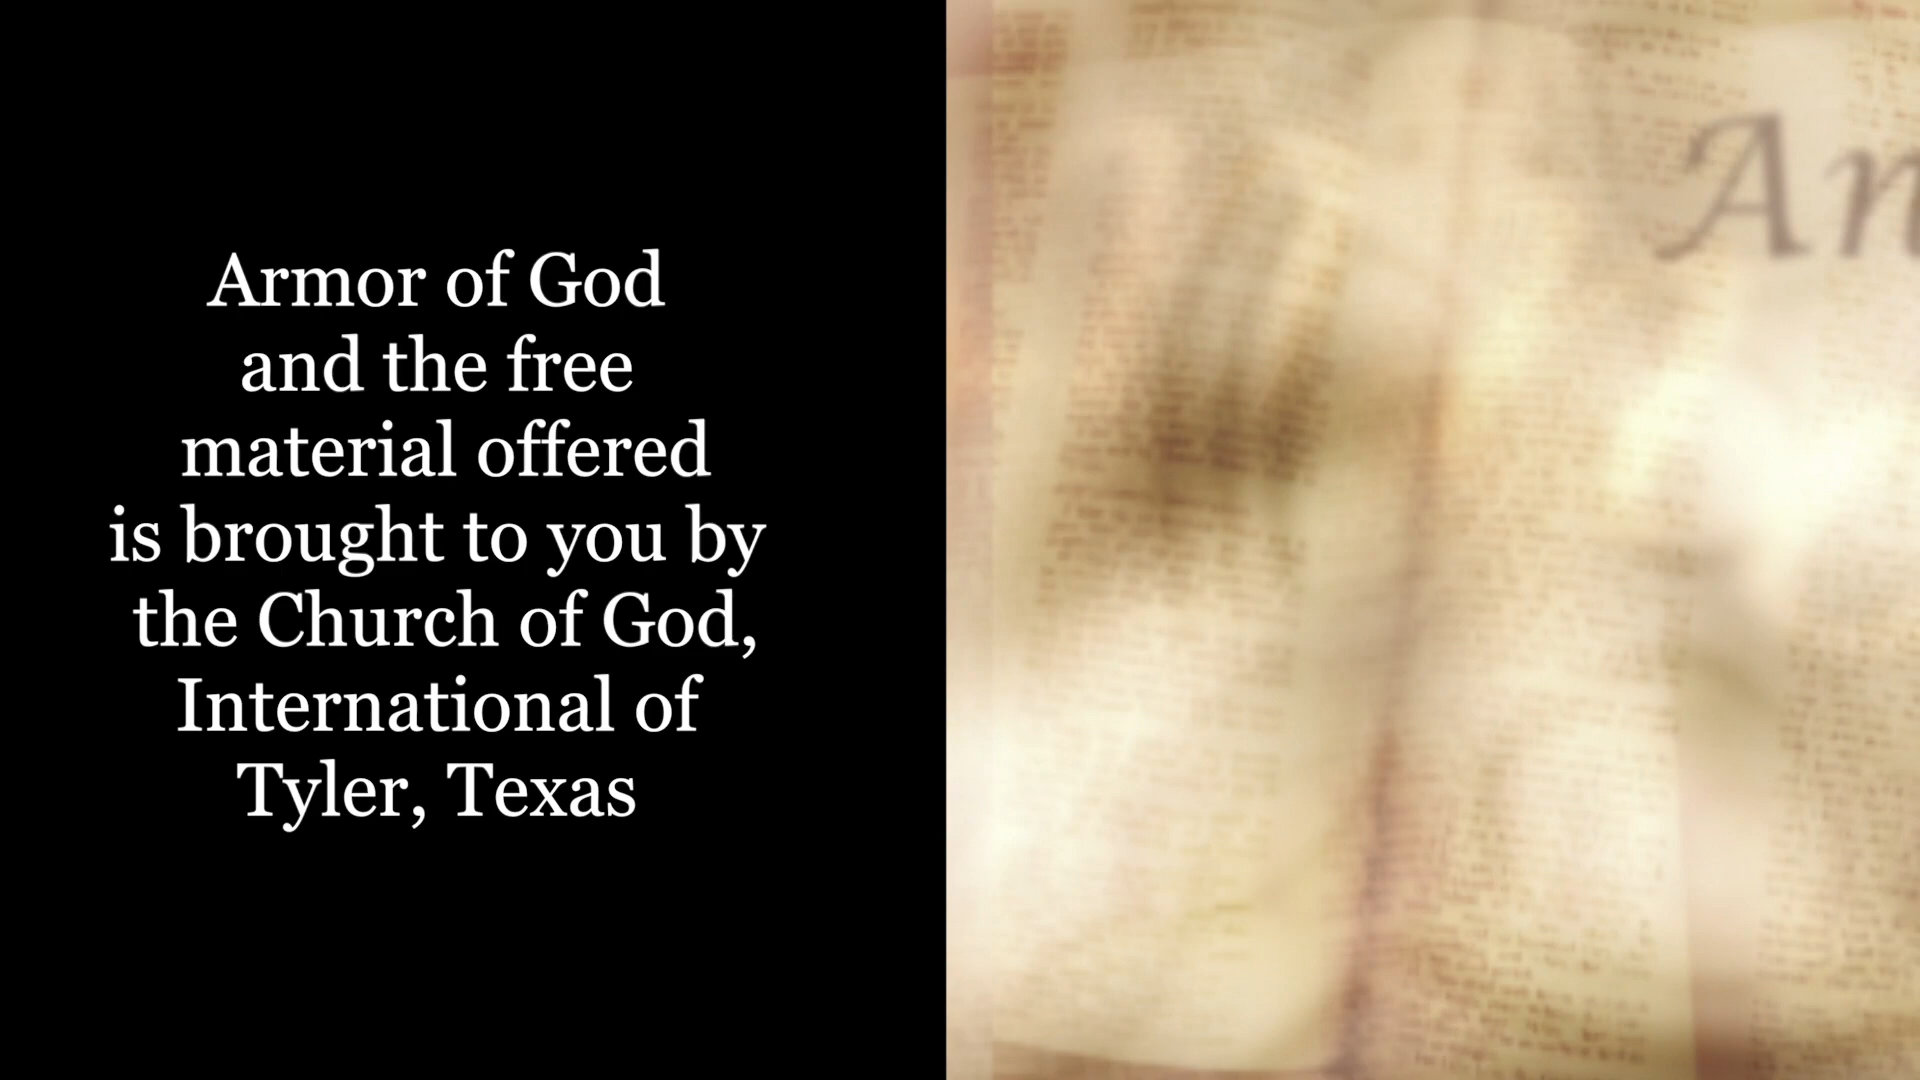 Armor of God
and the free
material offered
is brought to you by
the Church of God,
International of
Tyler, Texas
An